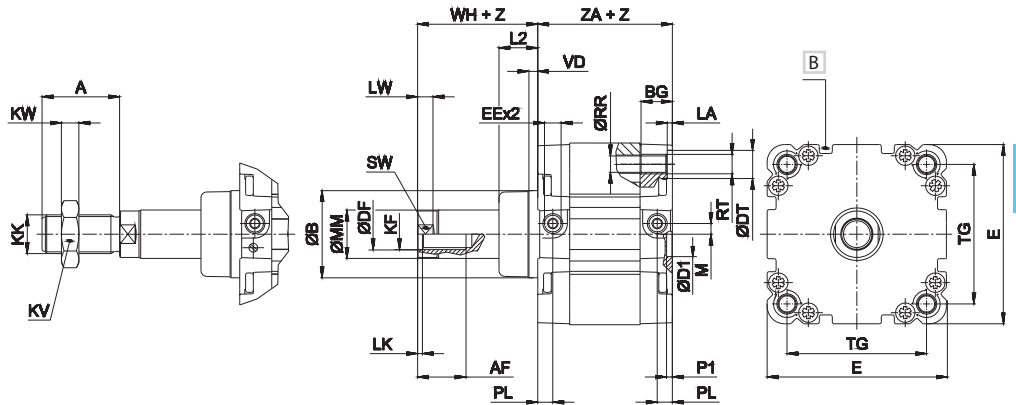 WH + Z
ZA + Z
L2
VD
A
LW
BG
B
KW
EEx2
ØRR
LA
SW
KK
ØB
ØMM
ØDF
KF
RT
ØDT
TG
E
ØD1
M
KV
LK
AF
P1
TG
PL
PL
E